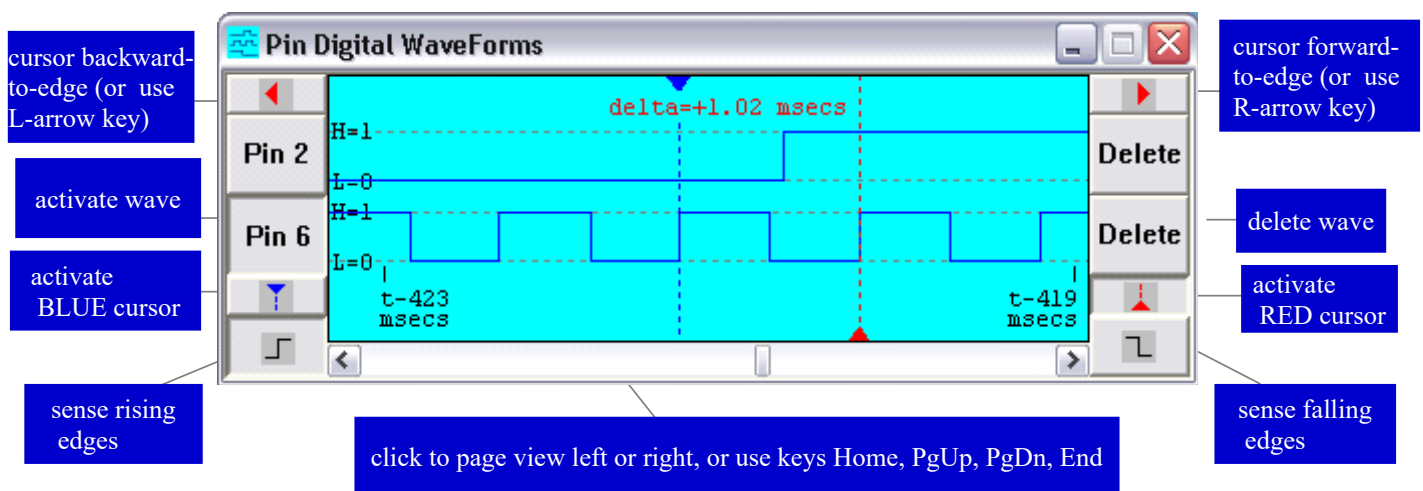 cursor backward-
to-edge (or use
L-arrow key)
Pin Digital WaveForms
cursor forward-
to-edge (or use
R-arrow key)
delta=+1.02 msecs
H=1
Pin 2
Delete
L=0
activate wave
H=1
Pin 6
Delete
delete wave
L=0
activate
BLUE cursor
t-423
msecs
t-419
msecs
activate
RED cursor
sense rising
edges
sense falling
edges
click to page view left or right, or use keys Home, PgUp, PgDn, End